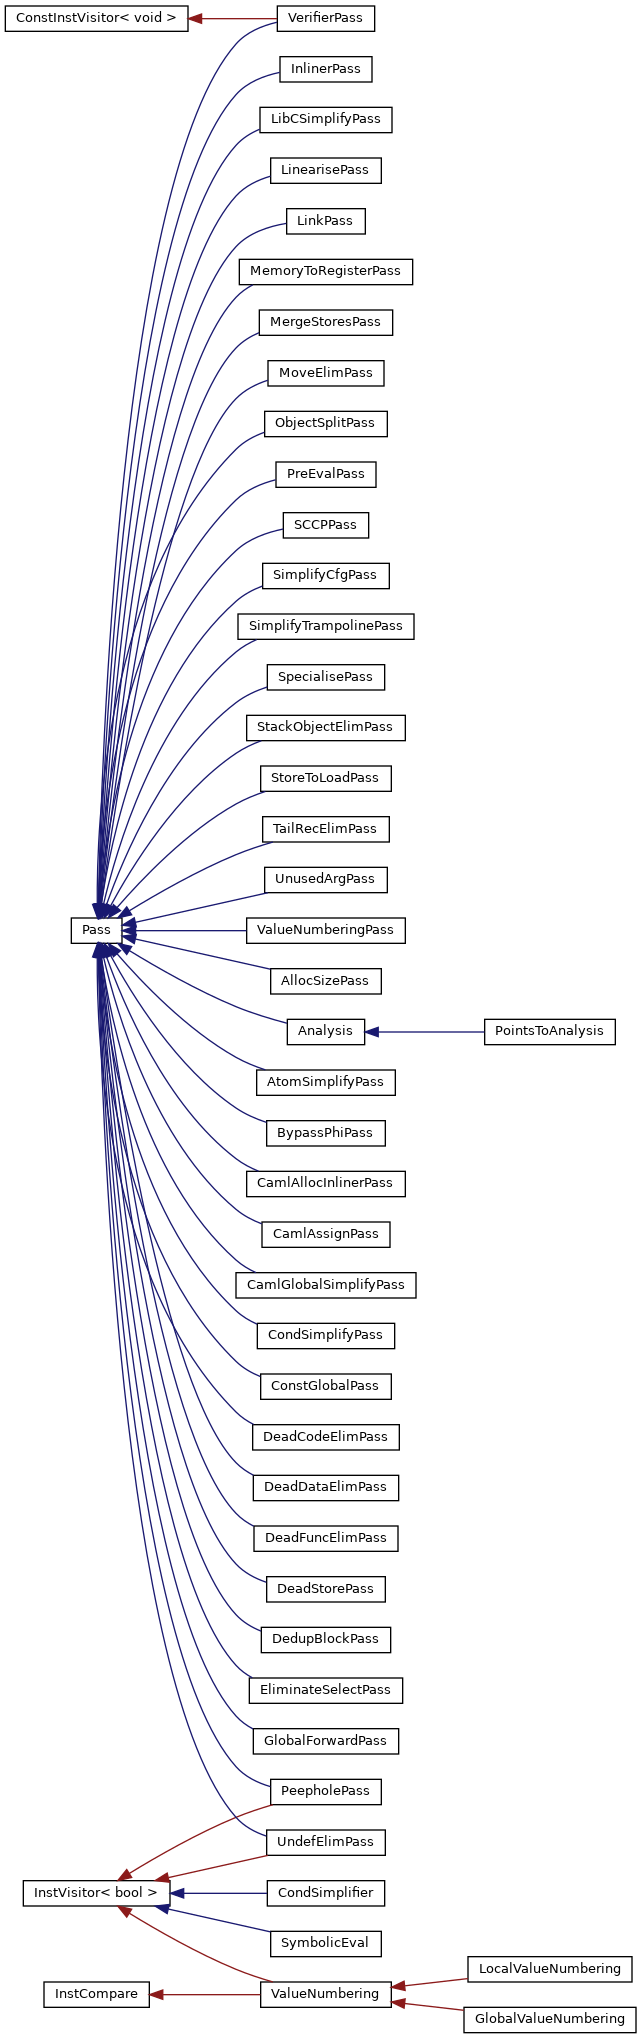 ConstInstVisitor< void >
VerifierPass
InlinerPass
LibCSimplifyPass
LinearisePass
LinkPass
MemoryToRegisterPass
MergeStoresPass
MoveElimPass
ObjectSplitPass
PreEvalPass
SCCPPass
SimplifyCfgPass
SimplifyTrampolinePass
SpecialisePass
StackObjectElimPass
StoreToLoadPass
TailRecElimPass
UnusedArgPass
Pass
ValueNumberingPass
AllocSizePass
Analysis
PointsToAnalysis
AtomSimplifyPass
BypassPhiPass
CamlAllocInlinerPass
CamlAssignPass
CamlGlobalSimplifyPass
CondSimplifyPass
ConstGlobalPass
DeadCodeElimPass
DeadDataElimPass
DeadFuncElimPass
DeadStorePass
DedupBlockPass
EliminateSelectPass
GlobalForwardPass
PeepholePass
UndefElimPass
InstVisitor< bool >
CondSimplifier
SymbolicEval
LocalValueNumbering
InstCompare
ValueNumbering
GlobalValueNumbering